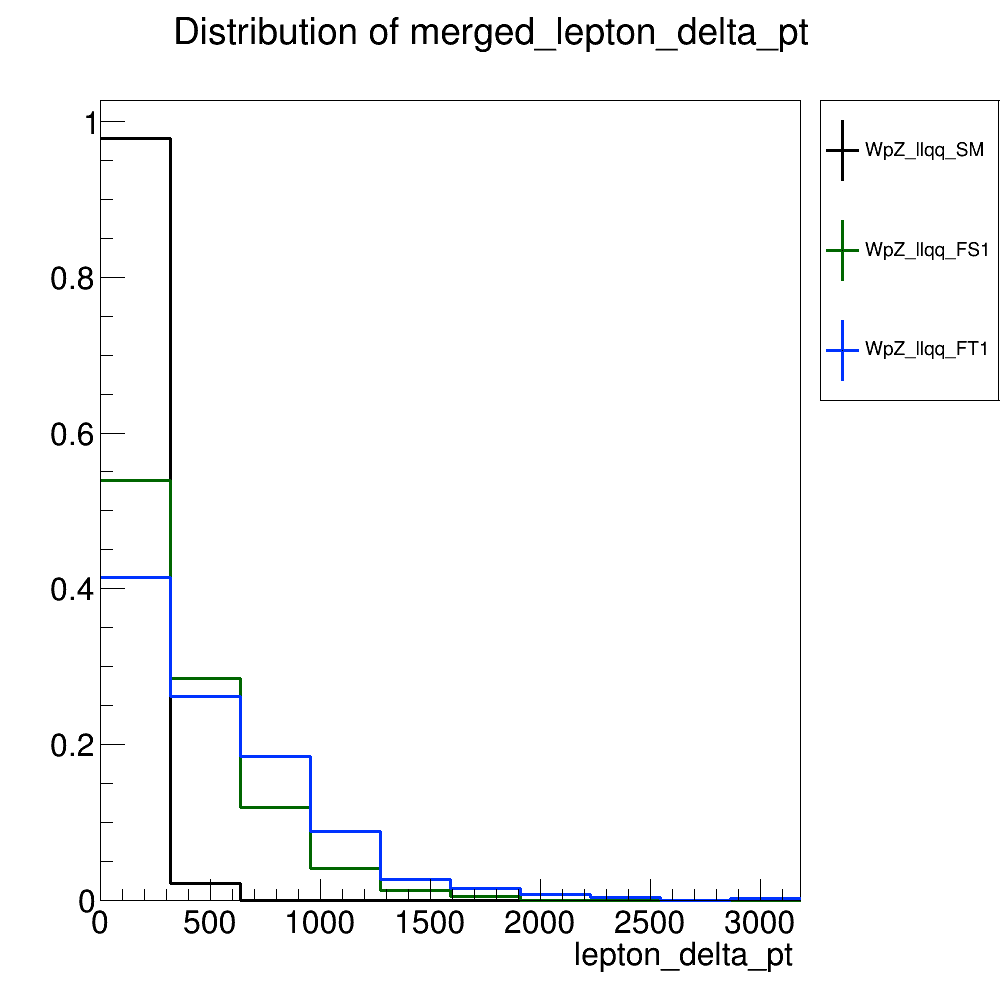 Distribution of merged_lepton_delta_pt
1
0.8
0.6
0.4
0.2
0
0 500 1000 1500 2000 2500 3000
lepton_delta_pt
WpZ_llqq_SM
WpZ_llqq_FS1
WpZ_llqq_FT1